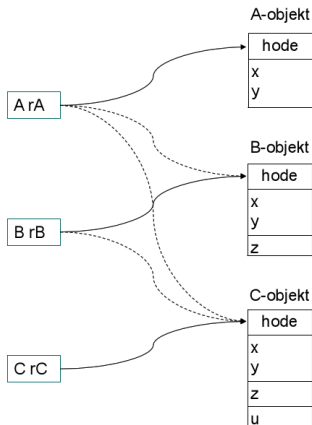 A-objekt
hode
x
y
A rA
B-objekt
hode
x
y
z
B rB
C-objekt
hode
x
y
z
u
C rC